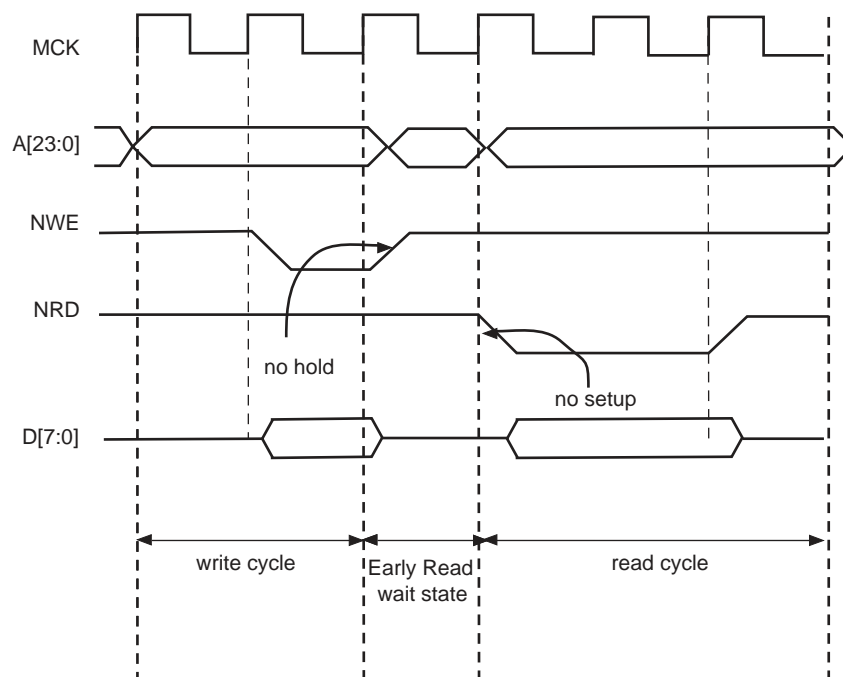 MCK
A[23:0]
NWE
NRD
no hold
no setup
D[7:0]
write cycle
Early Read
wait state
read cycle